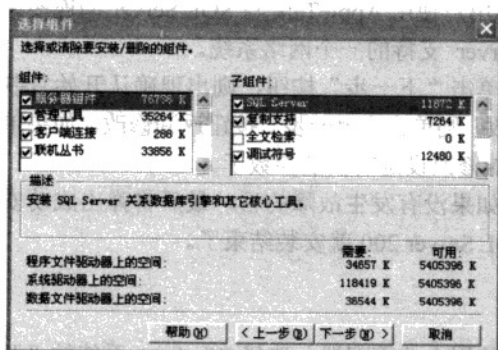 选择组件
选择或清除要安装/删除的组件。
组件:
服务器组件 76756 K
管理工具 35264 K
客户端连接 288 K
联机丛书 33856 K
子组件:
SQL Server 11872 K
复制支持 7264 K
全文检索 0 K
调试符号 12480 K
描述
安装 SQL Server 关系数据库引擎和其它核心工具。
需要: 可用:
程序文件驱动器上的空间: 34657 K 5405396 K
系统驱动器上的空间: 118419 K 5405396 K
数据文件驱动器上的空间: 36544 K 5405396 K
帮助(H) <上一步(B) 下一步(N)> 取消